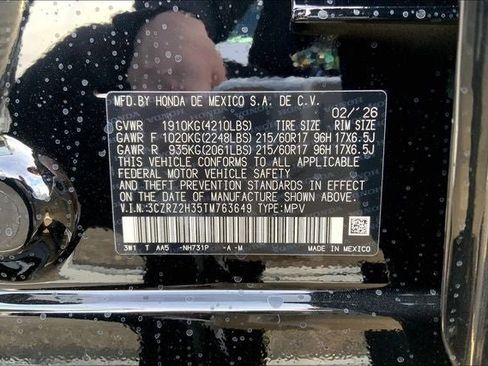 MFD.BY HONDA DE MEXICO S.A. DE C.V.
02/'26
GVWR 1910KG(4210LBS) TIRE SIZE RIM SIZE
GAWR F 1020KG(2248LBS) 215/60R17 96H 17X6.5J
GAWR R 935KG(2061LBS) 215/60R17 96H 17X6.5J
THIS VEHICLE CONFORMS TO ALL APPLICABLE
FEDERAL MOTOR VEHICLE SAFETY
AND THEFT PREVENTION STANDARDS IN EFFECT
ON THE DATE OF MANUFACTURE SHOWN ABOVE.
V.I.N.:3CZRZ2H35TM763649 TYPE:MPV
3W1 T AA5 -NH731P -A -M MADE IN MEXICO